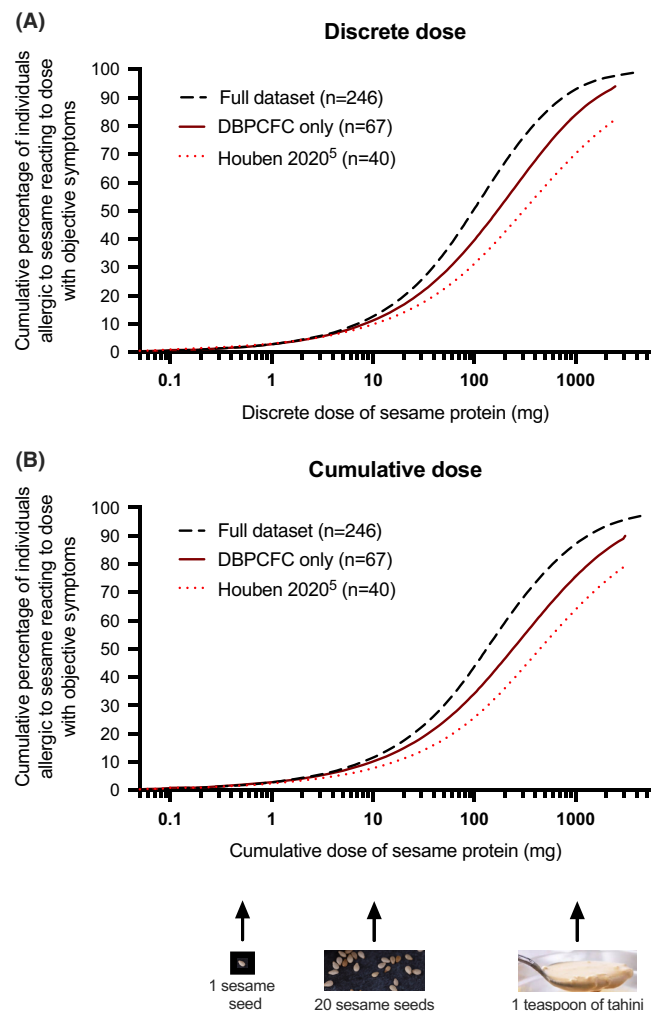 (A)
Discrete dose
Cumulative percentage of individuals
allergic to sesame reacting to dose
with objective symptoms
100
90
80
70
60
50
40
30
20
10
0
Full dataset (n=246)
DBPCFC only (n=67)
Houben 2020⁵ (n=40)
0.1 1 10 100 1000
Discrete dose of sesame protein (mg)
(B)
Cumulative dose
Cumulative percentage of individuals
allergic to sesame reacting to dose
with objective symptoms
100
90
80
70
60
50
40
30
20
10
0
Full dataset (n=246)
DBPCFC only (n=67)
Houben 2020⁵ (n=40)
0.1 1 10 100 1000
Cumulative dose of sesame protein (mg)
1 sesame
seed
20 sesame seeds
1 teaspoon of tahini